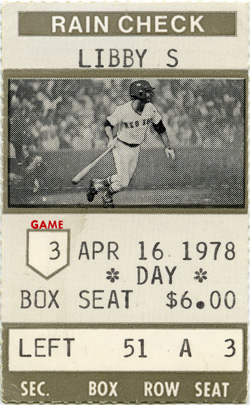 RAIN CHECK
LIBBY S
RED SOX
GAME
3 APR 16 1978
* DAY *
BOX SEAT $6.00
LEFT 51 A 3
SEC. BOX ROW SEAT